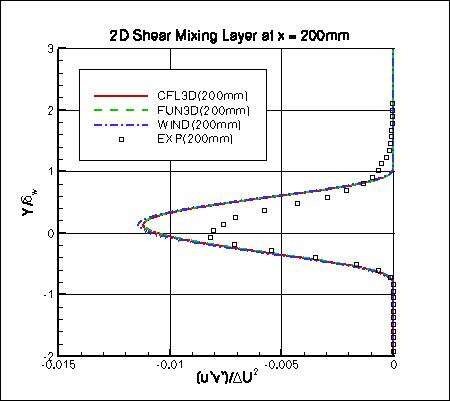 2D Shear Mixing Layer at x = 200mm
3
2
1
0
-1
-2
Y/δw
CFL3D(200mm)
FUN3D(200mm)
WIND(200mm)
EXP(200mm)
-0.015
-0.01
-0.005
0
(u'v')/ΔU²